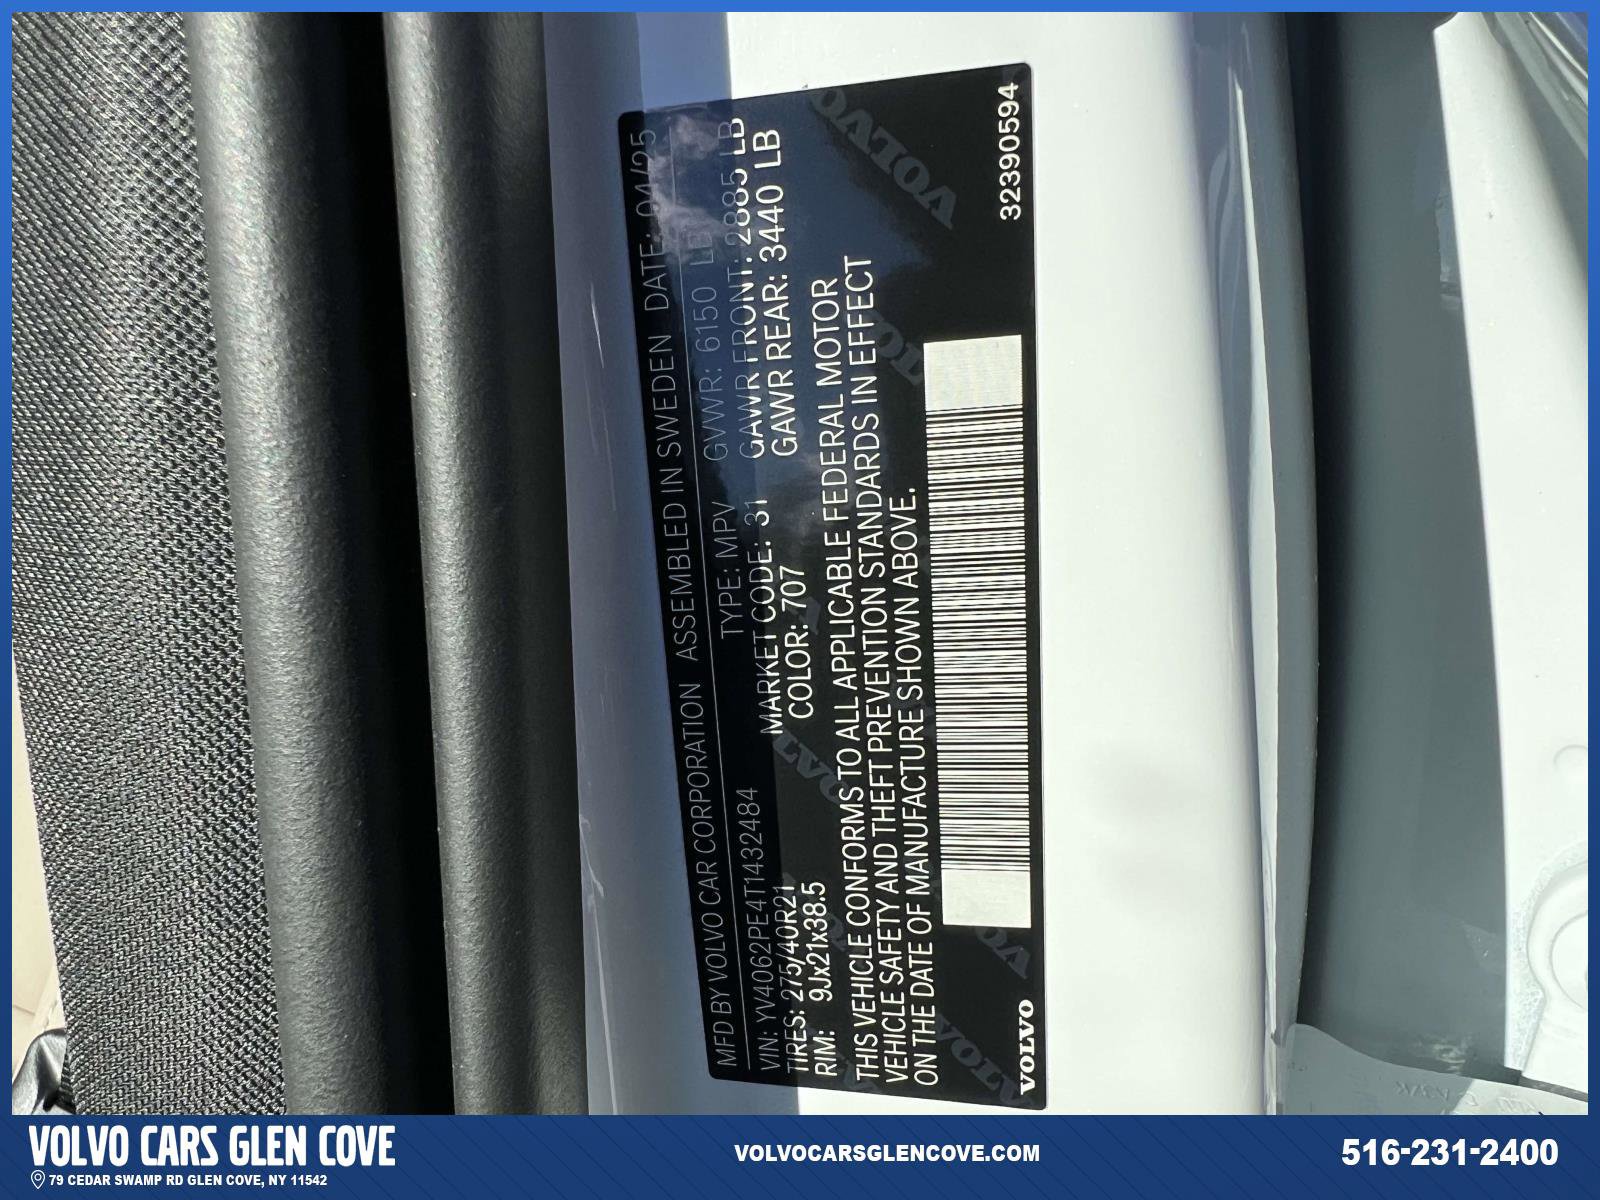 MFD BY VOLVO CAR CORPORATION ASSEMBLED IN SWEDEN DATE: 04/25
VIN: YV4062PE4T1432484 TYPE: MPV GVWR: 6150 LB
TIRES: 275/40R21 MARKET CODE: 31 GAWR FRONT: 2885 LB
RIM: 9Jx21x38.5 COLOR: 707 GAWR REAR: 3440 LB
THIS VEHICLE CONFORMS TO ALL APPLICABLE FEDERAL MOTOR
VEHICLE SAFETY AND THEFT PREVENTION STANDARDS IN EFFECT
ON THE DATE OF MANUFACTURE SHOWN ABOVE.
VOLVO
32390594
VOLVO CARS GLEN COVE
79 CEDAR SWAMP RD GLEN COVE, NY 11542
VOLVOCARSGLENCOVE.COM
516-231-2400